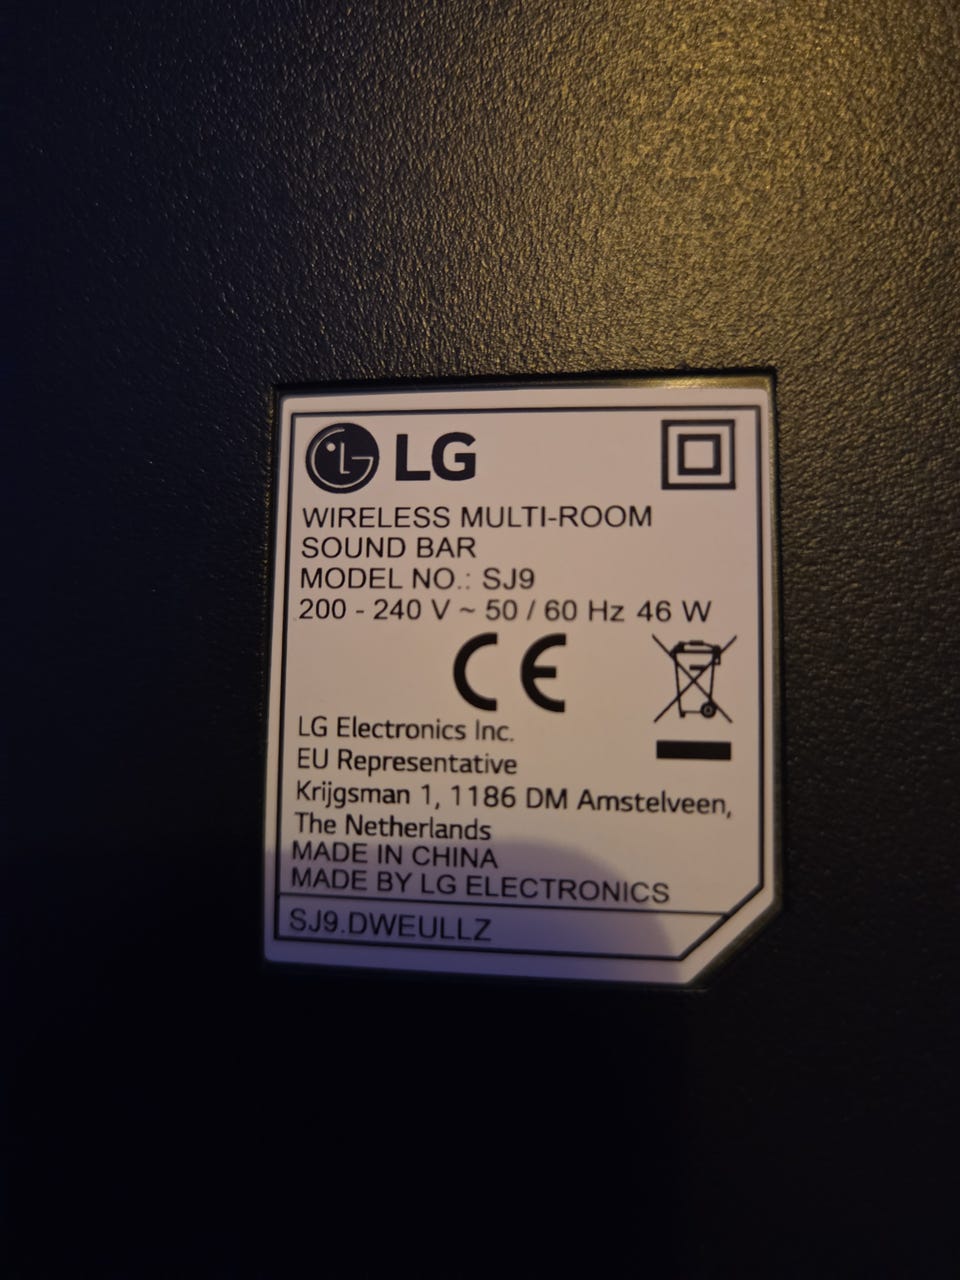 LG
WIRELESS MULTI-ROOM
SOUND BAR
MODEL NO.: SJ9
200 - 240 V ~ 50 / 60 Hz 46 W
CE
LG Electronics Inc.
EU Representative
Krijgsman 1, 1186 DM Amstelveen,
The Netherlands
MADE IN CHINA
MADE BY LG ELECTRONICS
SJ9.DWEULLZ